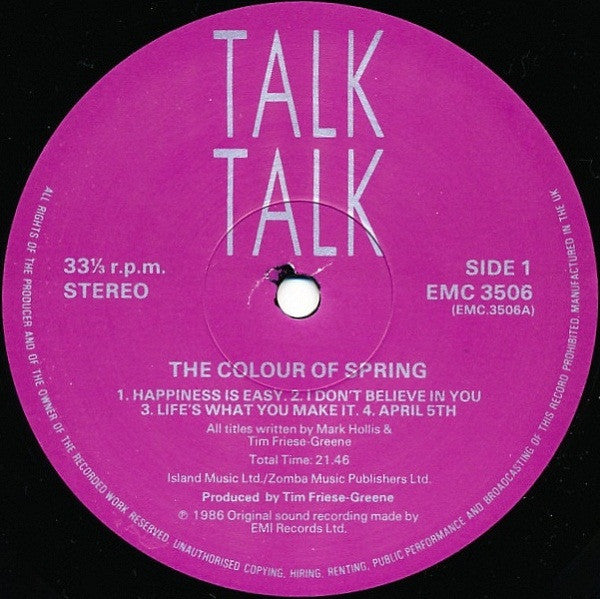 TALK
TALK
33⅓ r.p.m.
STEREO
SIDE 1
EMC 3506
(EMC.3506A)
THE COLOUR OF SPRING
1. HAPPINESS IS EASY. 2. I DON'T BELIEVE IN YOU
3. LIFE'S WHAT YOU MAKE IT. 4. APRIL 5TH
All titles written by Mark Hollis &
Tim Friese-Greene
Total Time: 21.46
Island Music Ltd./Zomba Music Publishers Ltd.
Produced by Tim Friese-Greene
℗ 1986 Original sound recording made by
EMI Records Ltd.
ALL RIGHTS OF THE PRODUCER AND OF THE OWNER OF THE RECORDED WORK RESERVED. UNAUTHORISED COPYING, HIRING, RENTING, PUBLIC PERFORMANCE AND BROADCASTING OF THIS RECORD PROHIBITED. MANUFACTURED IN THE UK